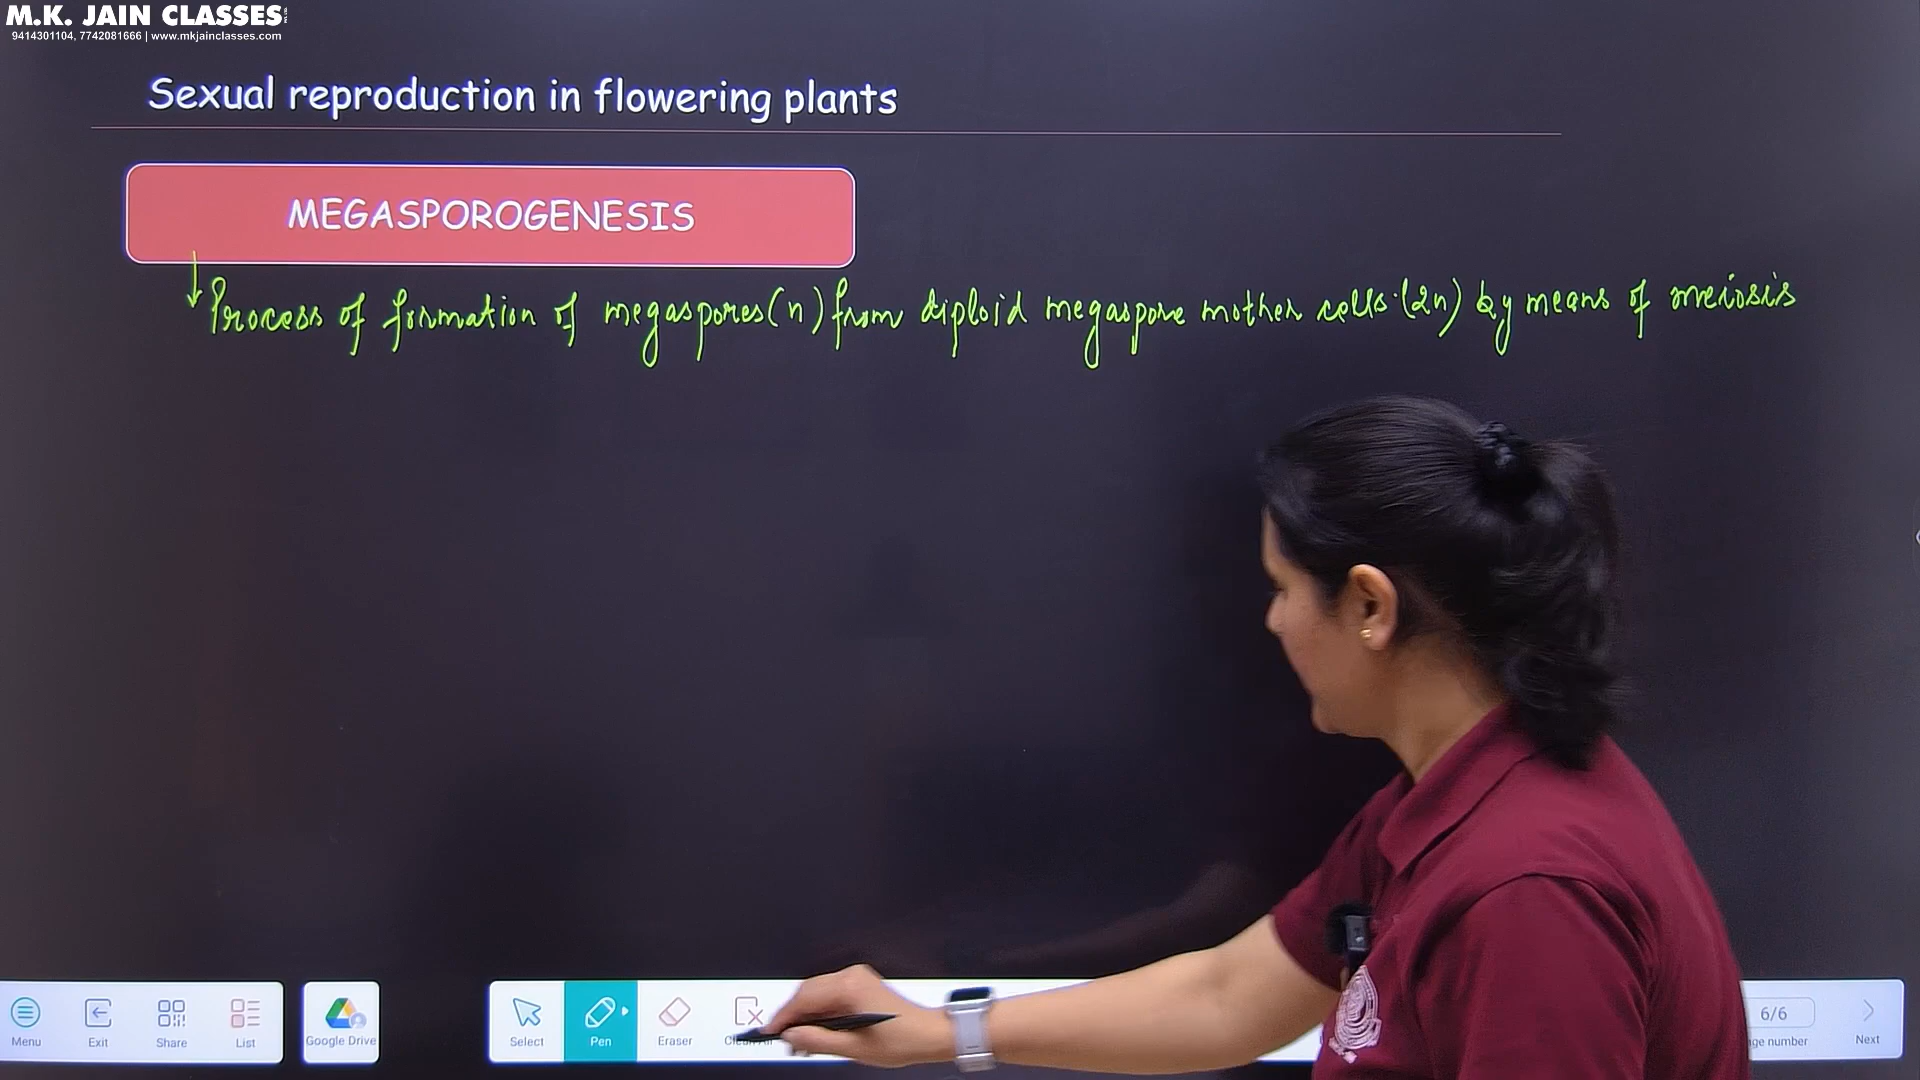 M.K. JAIN CLASSES
9414301104, 7742081666 | www.mkjainclasses.com
Sexual reproduction in flowering plants
MEGASPOROGENESIS
↓ Process of formation of megaspores (n) from diploid megaspore mother cells (2n) by means of meiosis
Menu Exit Share List Google Drive Select Pen Eraser 6/6 Next